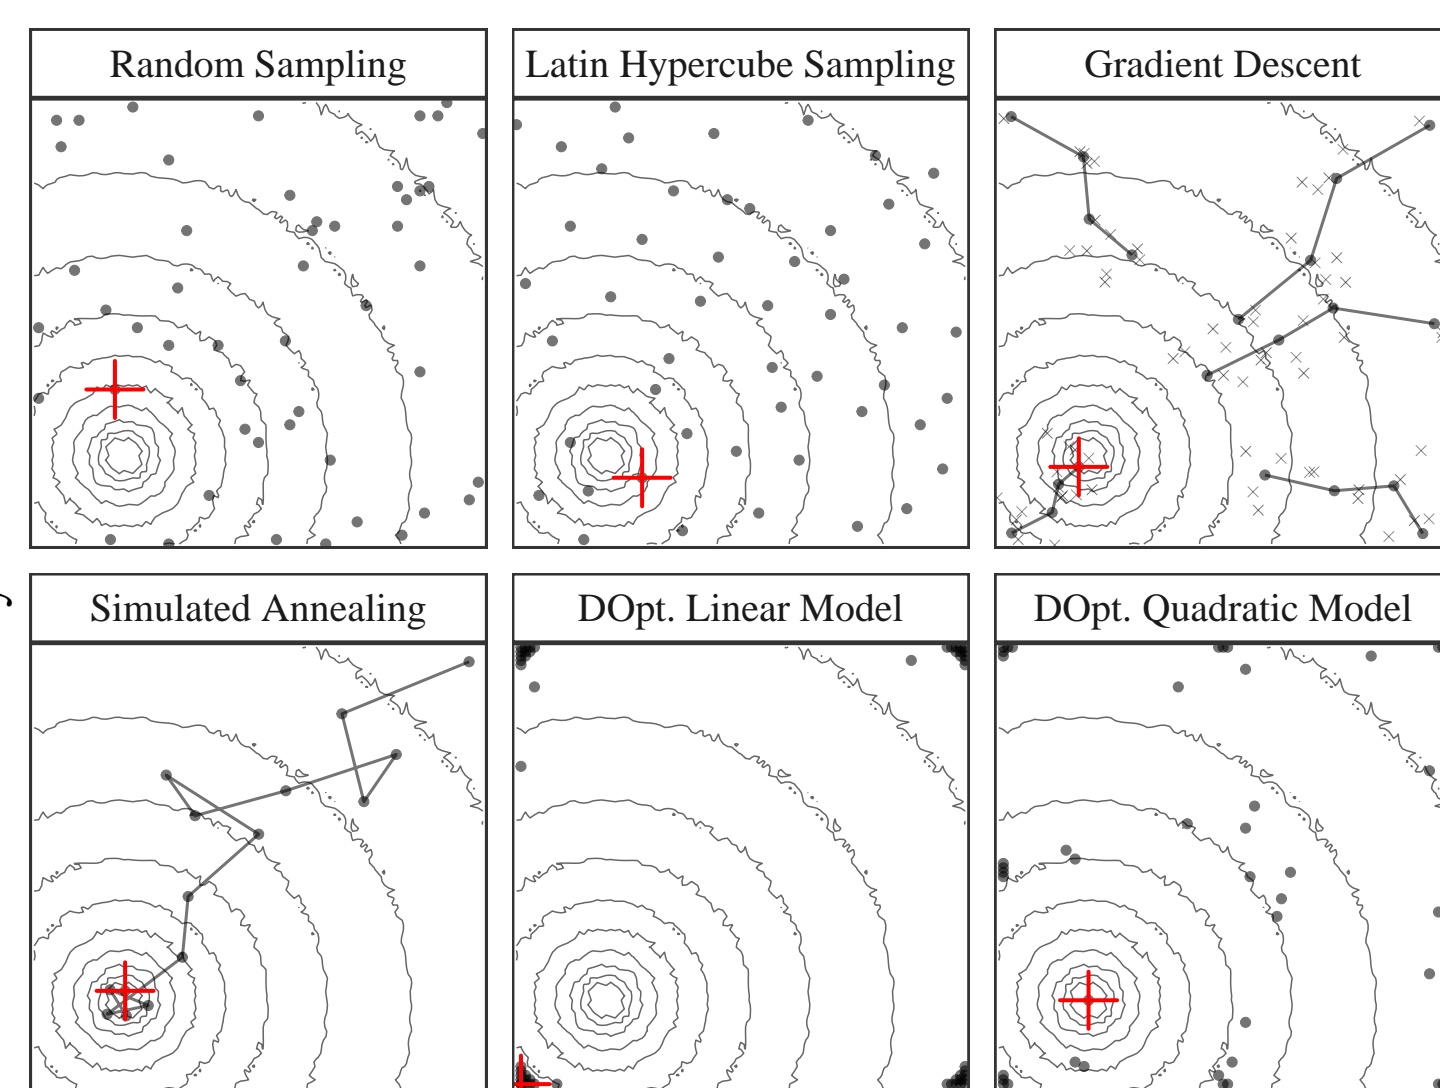 Random Sampling
Latin Hypercube Sampling
Gradient Descent
Simulated Annealing
DOpt. Linear Model
DOpt. Quadratic Model